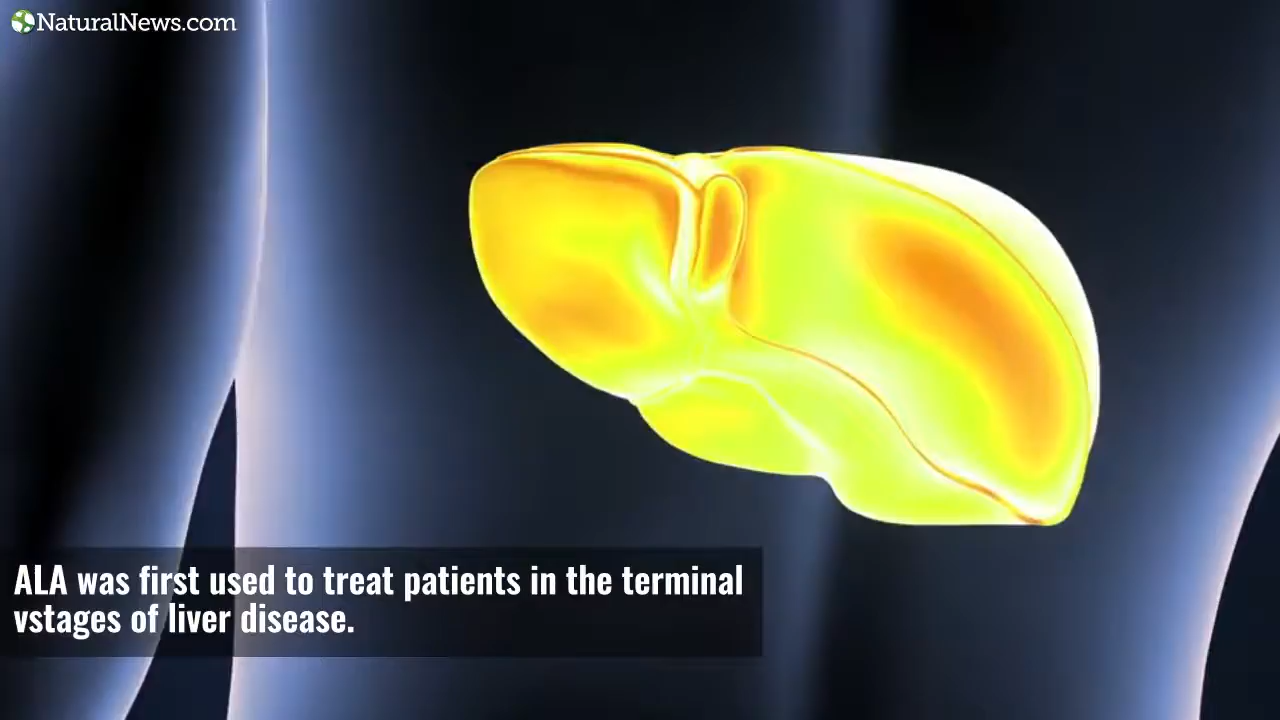 NaturalNews.com
ALA was first used to treat patients in the terminal
vstages of liver disease.